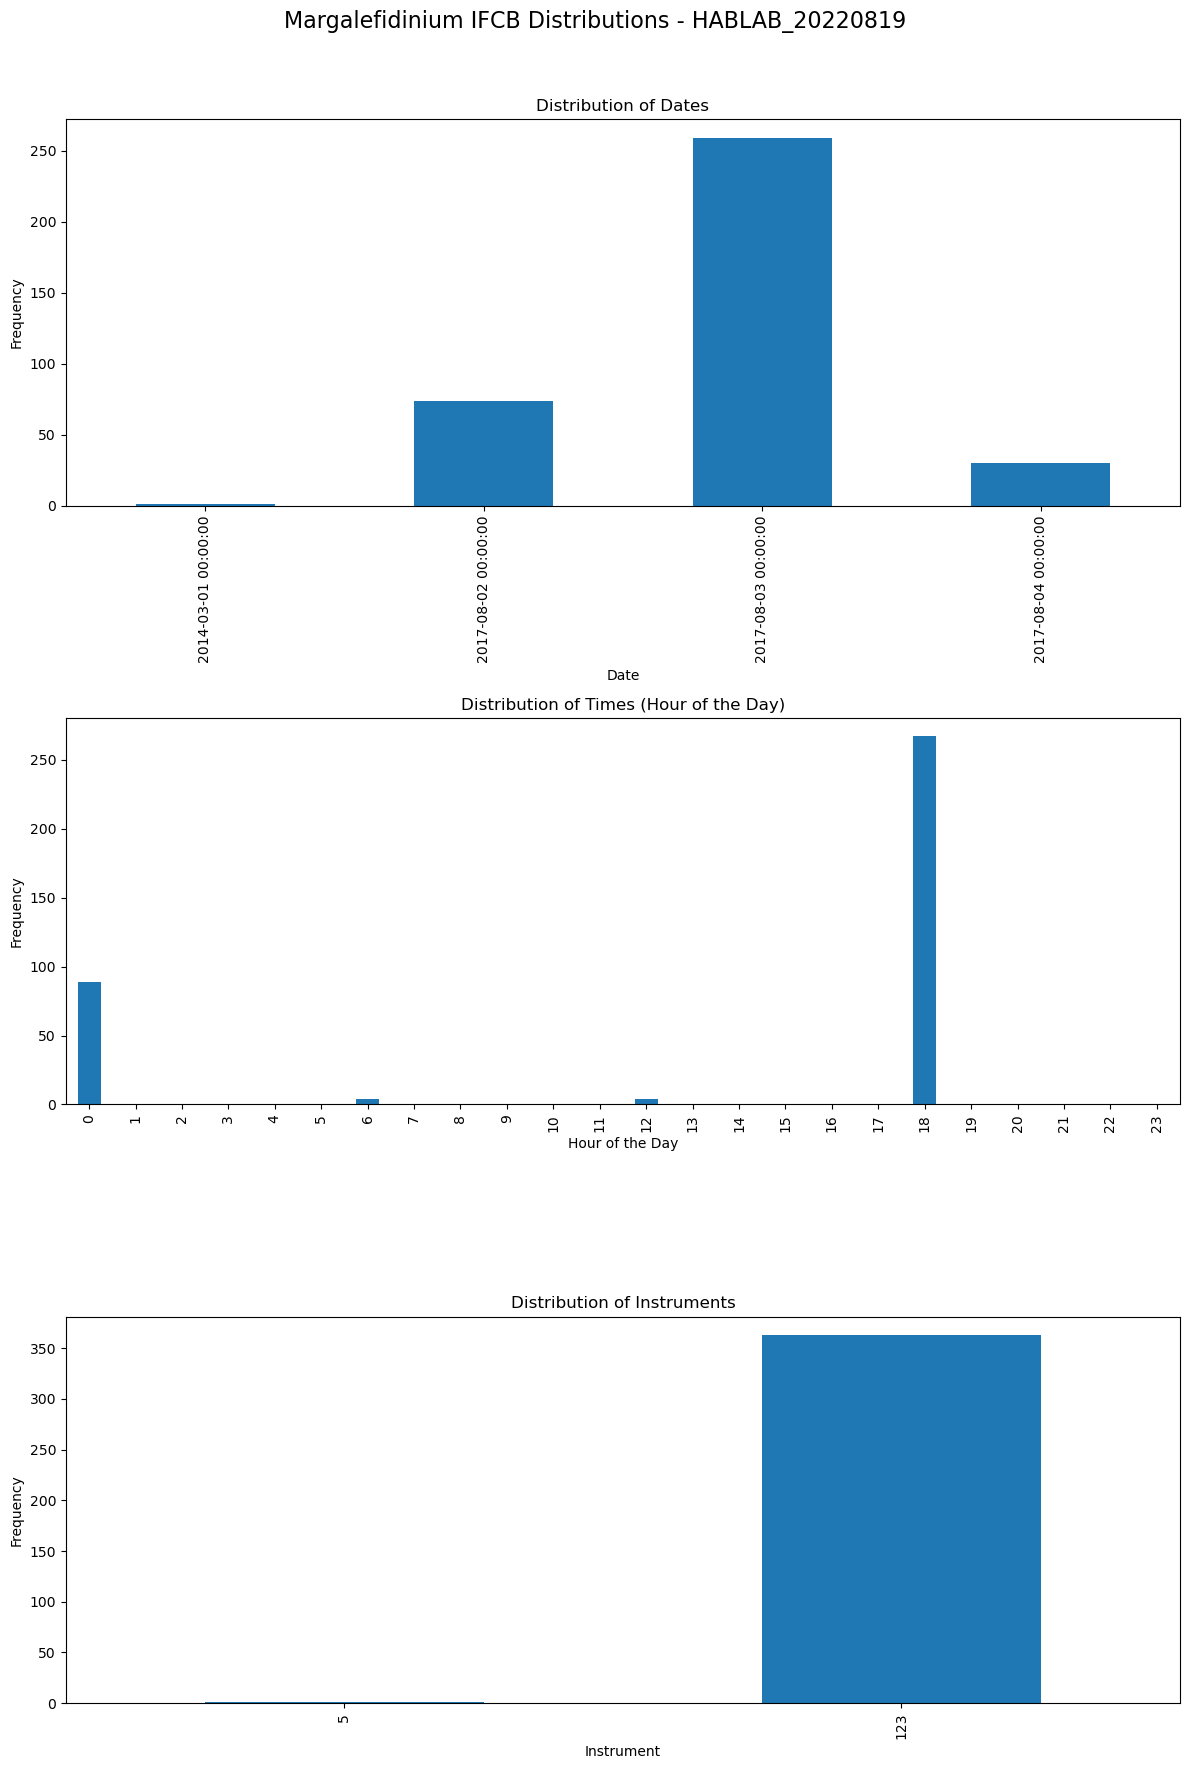 Margalefidinium IFCB Distributions - HABLAB_20220819
Distribution of Dates
Frequency
250
200
150
100
50
0
2014-03-01 00:00:00
2017-08-02 00:00:00
2017-08-03 00:00:00
2017-08-04 00:00:00
Date
Distribution of Times (Hour of the Day)
Frequency
250
200
150
100
50
0
0 1 2 3 4 5 6 7 8 9 10 11 12 13 14 15 16 17 18 19 20 21 22 23
Hour of the Day
Distribution of Instruments
Frequency
350
300
250
200
150
100
50
0
5 123
Instrument